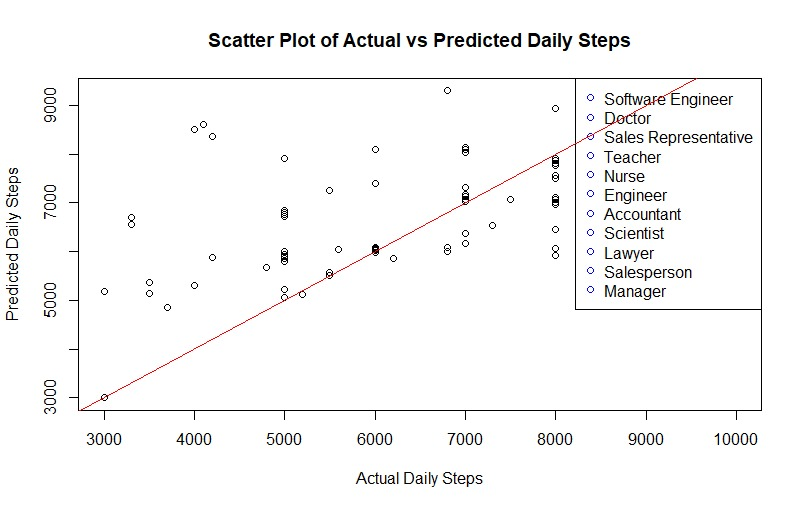 Scatter Plot of Actual vs Predicted Daily Steps
Predicted Daily Steps
9000
7000
5000
3000
Software Engineer
Doctor
Sales Representative
Teacher
Nurse
Engineer
Accountant
Scientist
Lawyer
Salesperson
Manager
3000 4000 5000 6000 7000 8000 9000 10000
Actual Daily Steps